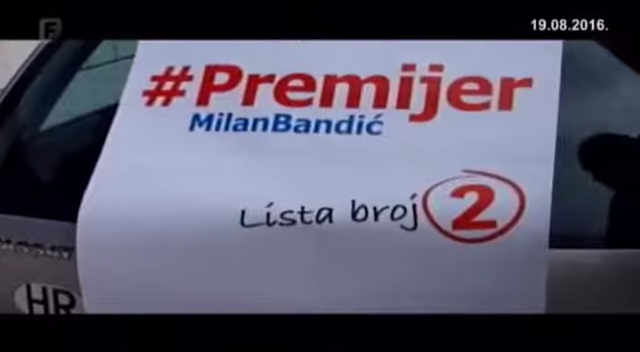 F
19.08.2016.
#Premijer
MilanBandić
Lista broj 2
HR